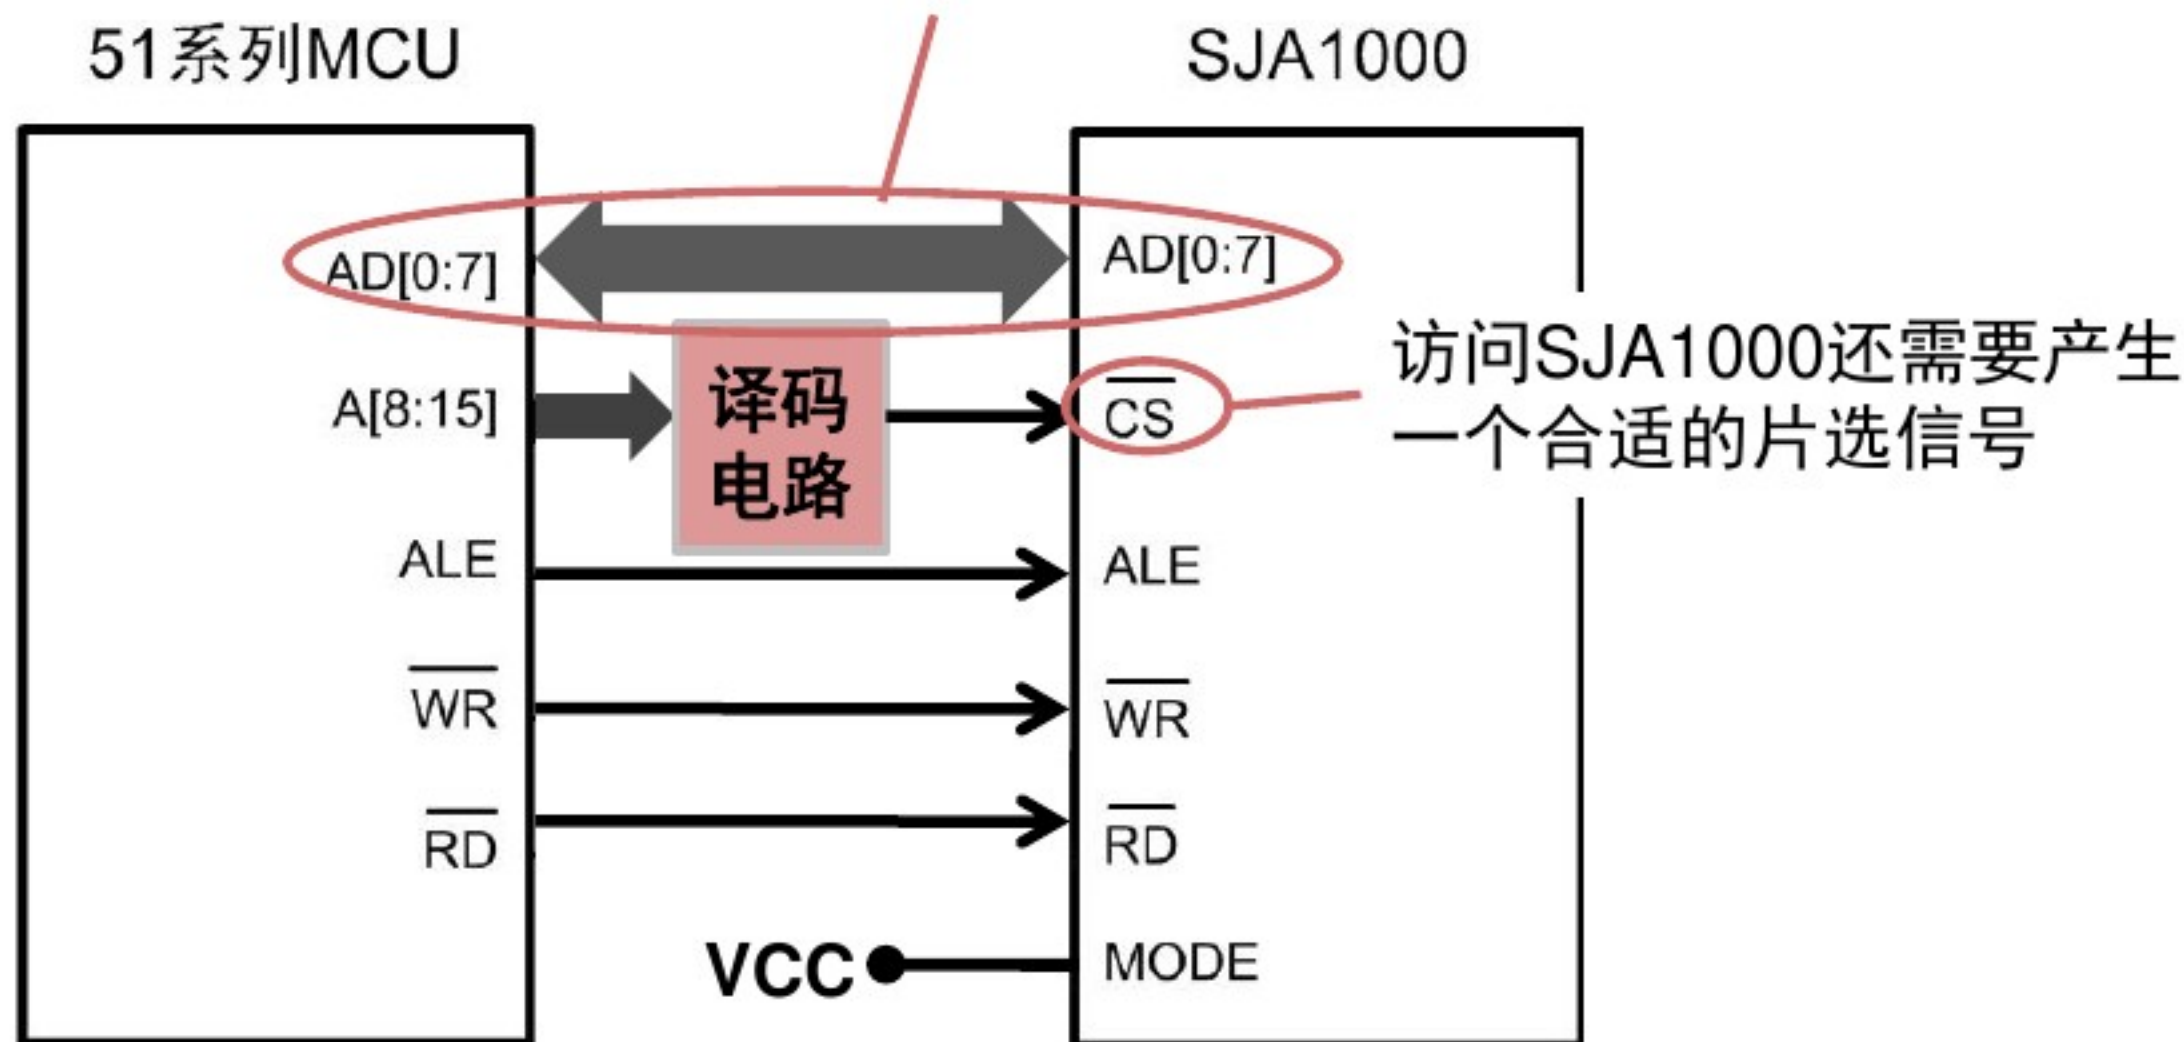 51系列MCU
SJA1000
AD[0:7]
AD[0:7]
A[8:15]
译码
电路
CS
访问SJA1000还需要产生
一个合适的片选信号
ALE
ALE
WR
WR
RD
RD
VCC
MODE